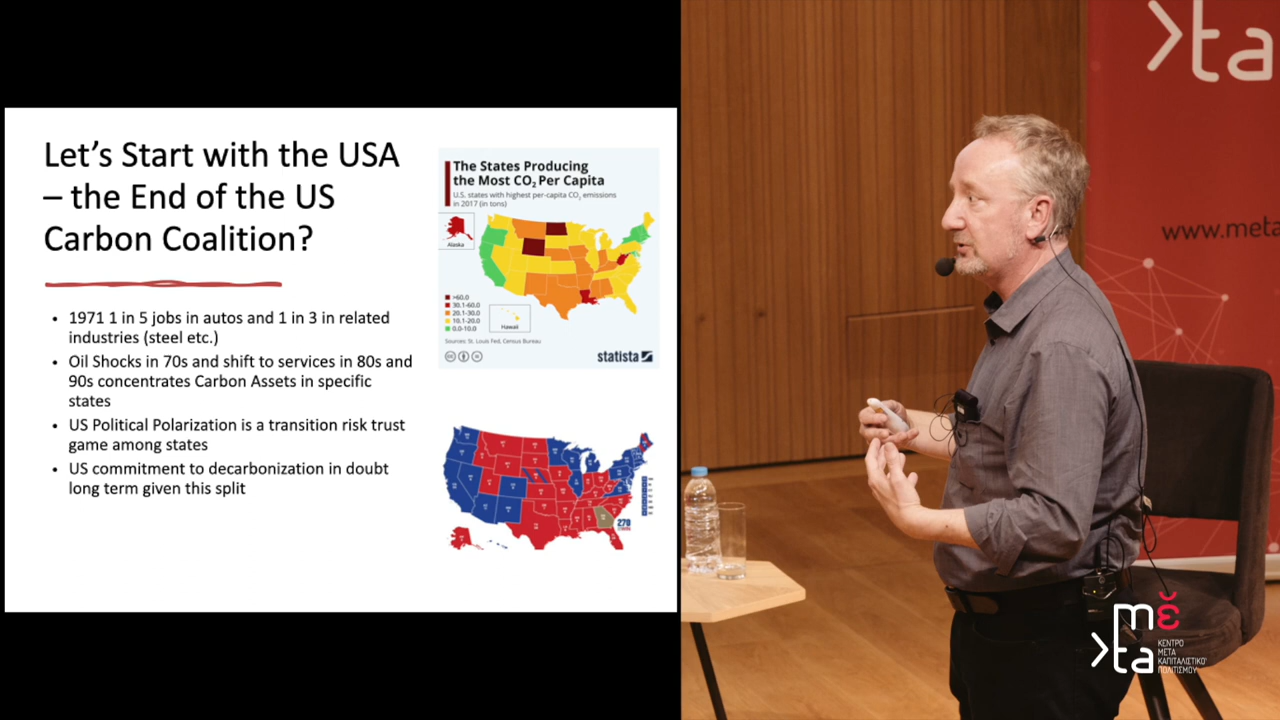 Let's Start with the USA
– the End of the US
Carbon Coalition?
• 1971 1 in 5 jobs in autos and 1 in 3 in related
industries (steel etc.)
• Oil Shocks in 70s and shift to services in 80s and
90s concentrates Carbon Assets in specific
states
• US Political Polarization is a transition risk trust
game among states
• US commitment to decarbonization in doubt
long term given this split
The States Producing
the Most CO₂ Per Capita
U.S. states with highest per-capita CO₂ emissions
in 2017 (in tons)
Alaska
>60.0
30.1-60.0
20.1-30.0
10.1-20.0
0.0-10.0
Hawaii
Sources: St. Louis Fed, Census Bureau
statista
270
>ta
www.meta
mέ
>ta
ΚΕΝΤΡΟ
ΜΕΤΑ
ΚΑΠΙΤΑΛΙΣΤΙΚΟΥ
ΠΟΛΙΤΙΣΜΟΥ